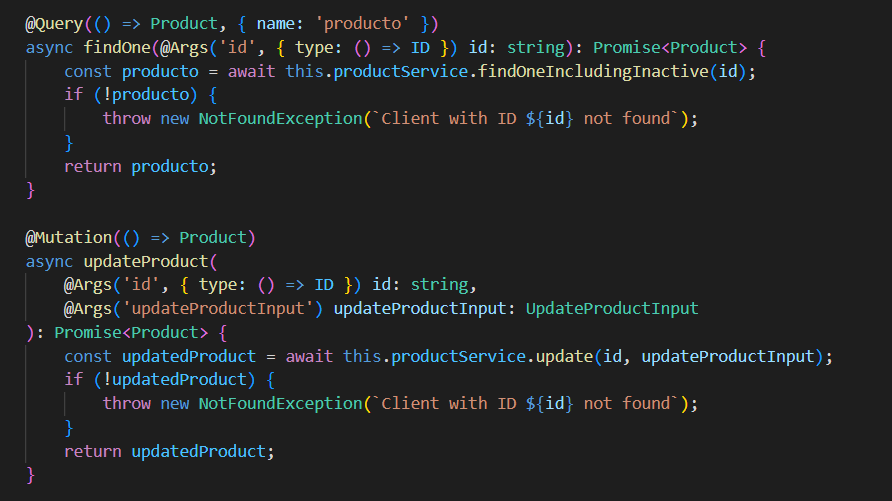 @Query(() => Product, { name: 'producto' })
async findOne(@Args('id', { type: () => ID }) id: string): Promise<Product> {
    const producto = await this.productService.findOneIncludingInactive(id);
    if (!producto) {
        throw new NotFoundException(`Client with ID ${id} not found`);
    }
    return producto;
}

@Mutation(() => Product)
async updateProduct(
    @Args('id', { type: () => ID }) id: string,
    @Args('updateProductInput') updateProductInput: UpdateProductInput
): Promise<Product> {
    const updatedProduct = await this.productService.update(id, updateProductInput);
    if (!updatedProduct) {
        throw new NotFoundException(`Client with ID ${id} not found`);
    }
    return updatedProduct;
}